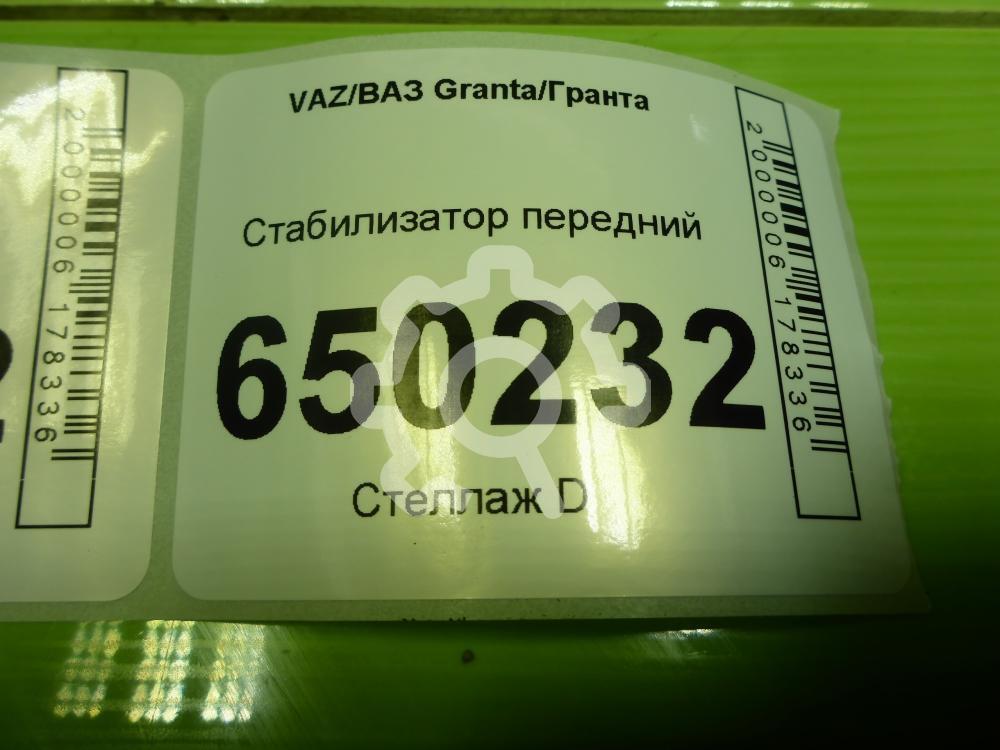 VAZ/ВАЗ Granta/Гранта
Стабилизатор передний
650232
Стеллаж D
2000006178336
2000006178336